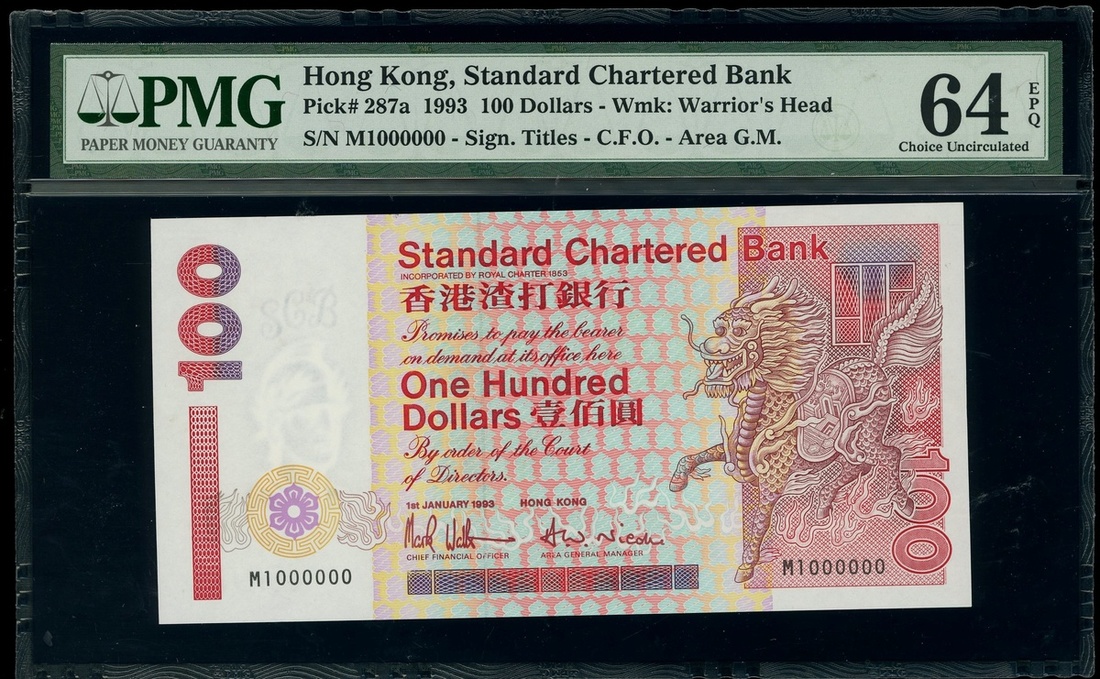 PMG
PAPER MONEY GUARANTY
Hong Kong, Standard Chartered Bank
Pick# 287a 1993 100 Dollars - Wmk: Warrior's Head
S/N M1000000 - Sign. Titles - C.F.O. - Area G.M.
64
EPQ
Choice Uncirculated
100
SCB
Standard Chartered Bank
INCORPORATED BY ROYAL CHARTER 1853
香港渣打銀行
Promises to pay the bearer
on demand at its office here
One Hundred
Dollars 壹佰圓
By order of the Court
of Directors.
1st JANUARY 1993 HONG KONG
CHIEF FINANCIAL OFFICER AREA GENERAL MANAGER
M1000000
M1000000
100